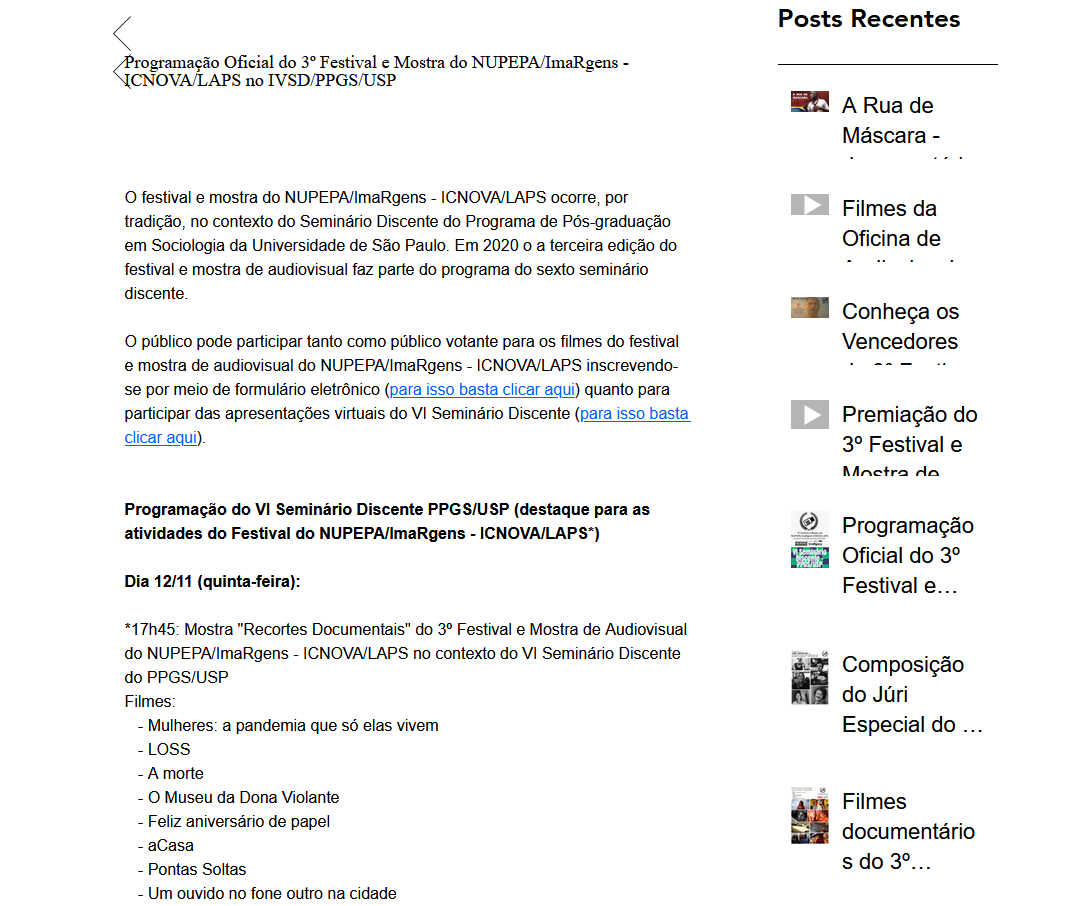 Programação Oficial do 3º Festival e Mostra do NUPEPA/ImaRgens -
ICNOVA/LAPS no IVSD/PPGS/USP
O festival e mostra do NUPEPA/ImaRgens - ICNOVA/LAPS ocorre, por
tradição, no contexto do Seminário Discente do Programa de Pós-graduação
em Sociologia da Universidade de São Paulo. Em 2020 o a terceira edição do
festival e mostra de audiovisual faz parte do programa do sexto seminário
discente.
O público pode participar tanto como público votante para os filmes do festival
e mostra de audiovisual do NUPEPA/ImaRgens - ICNOVA/LAPS inscrevendo-
se por meio de formulário eletrônico (para isso basta clicar aqui) quanto para
participar das apresentações virtuais do VI Seminário Discente (para isso basta
clicar aqui).
Programação do VI Seminário Discente PPGS/USP (destaque para as
atividades do Festival do NUPEPA/ImaRgens - ICNOVA/LAPS*)
Dia 12/11 (quinta-feira):
*17h45: Mostra "Recortes Documentais" do 3º Festival e Mostra de Audiovisual
do NUPEPA/ImaRgens - ICNOVA/LAPS no contexto do VI Seminário Discente
do PPGS/USP
Filmes:
- Mulheres: a pandemia que só elas vivem
- LOSS
- A morte
- O Museu da Dona Violante
- Feliz aniversário de papel
- aCasa
- Pontas Soltas
- Um ouvido no fone outro na cidade
Posts Recentes
A Rua de
Máscara -
Filmes da
Oficina de
Conheça os
Vencedores
Premiação do
3º Festival e
Mostra de
Programação
Oficial do 3º
Festival e…
Composição
do Júri
Especial do …
Filmes
documentário
s do 3º…